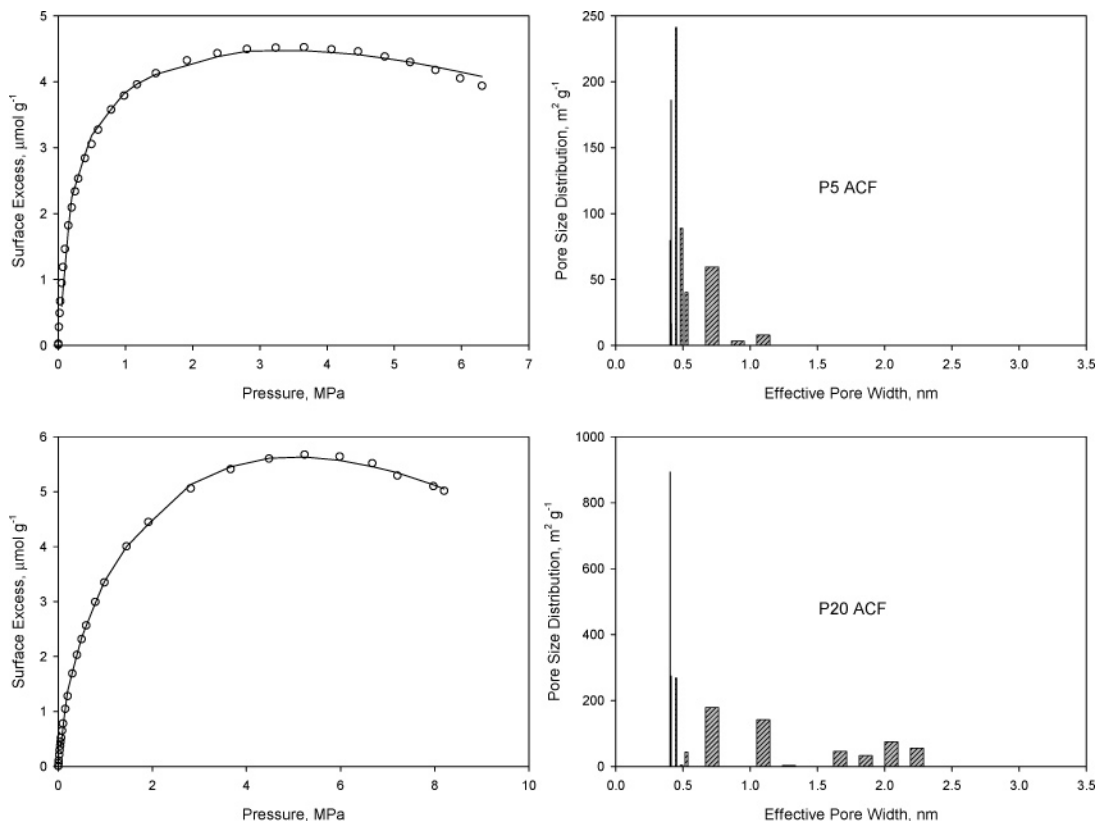 5
4
3
2
1
0
Surface Excess, μmol g⁻¹
0 1 2 3 4 5 6 7
Pressure, MPa
250
200
150
100
50
0
Pore Size Distribution, m² g⁻¹
P5 ACF
0.0 0.5 1.0 1.5 2.0 2.5 3.0 3.5
Effective Pore Width, nm
6
5
4
3
2
1
0
Surface Excess, μmol g⁻¹
0 2 4 6 8 10
Pressure, MPa
1000
800
600
400
200
0
Pore Size Distribution, m² g⁻¹
P20 ACF
0.0 0.5 1.0 1.5 2.0 2.5 3.0 3.5
Effective Pore Width, nm